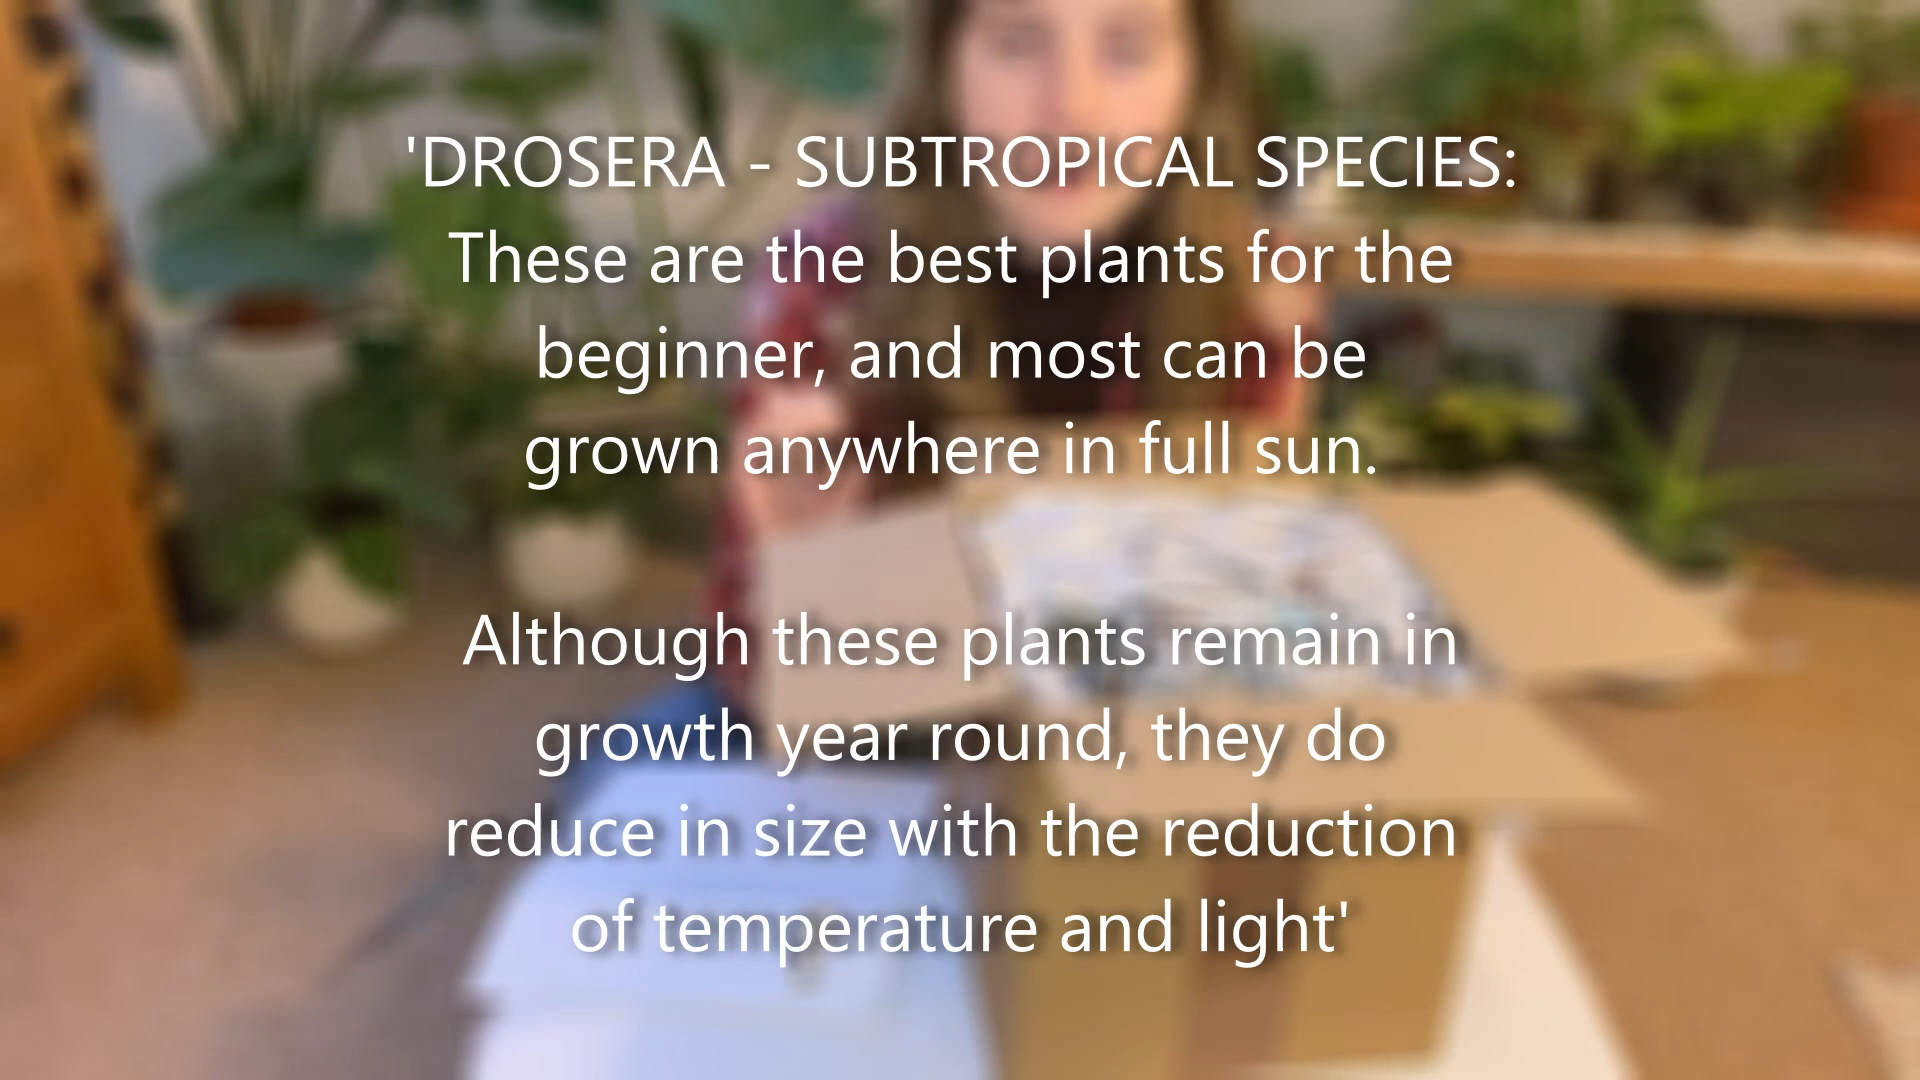 'DROSERA - SUBTROPICAL SPECIES:
These are the best plants for the
beginner, and most can be
grown anywhere in full sun.
Although these plants remain in
growth year round, they do
reduce in size with the reduction
of temperature and light'